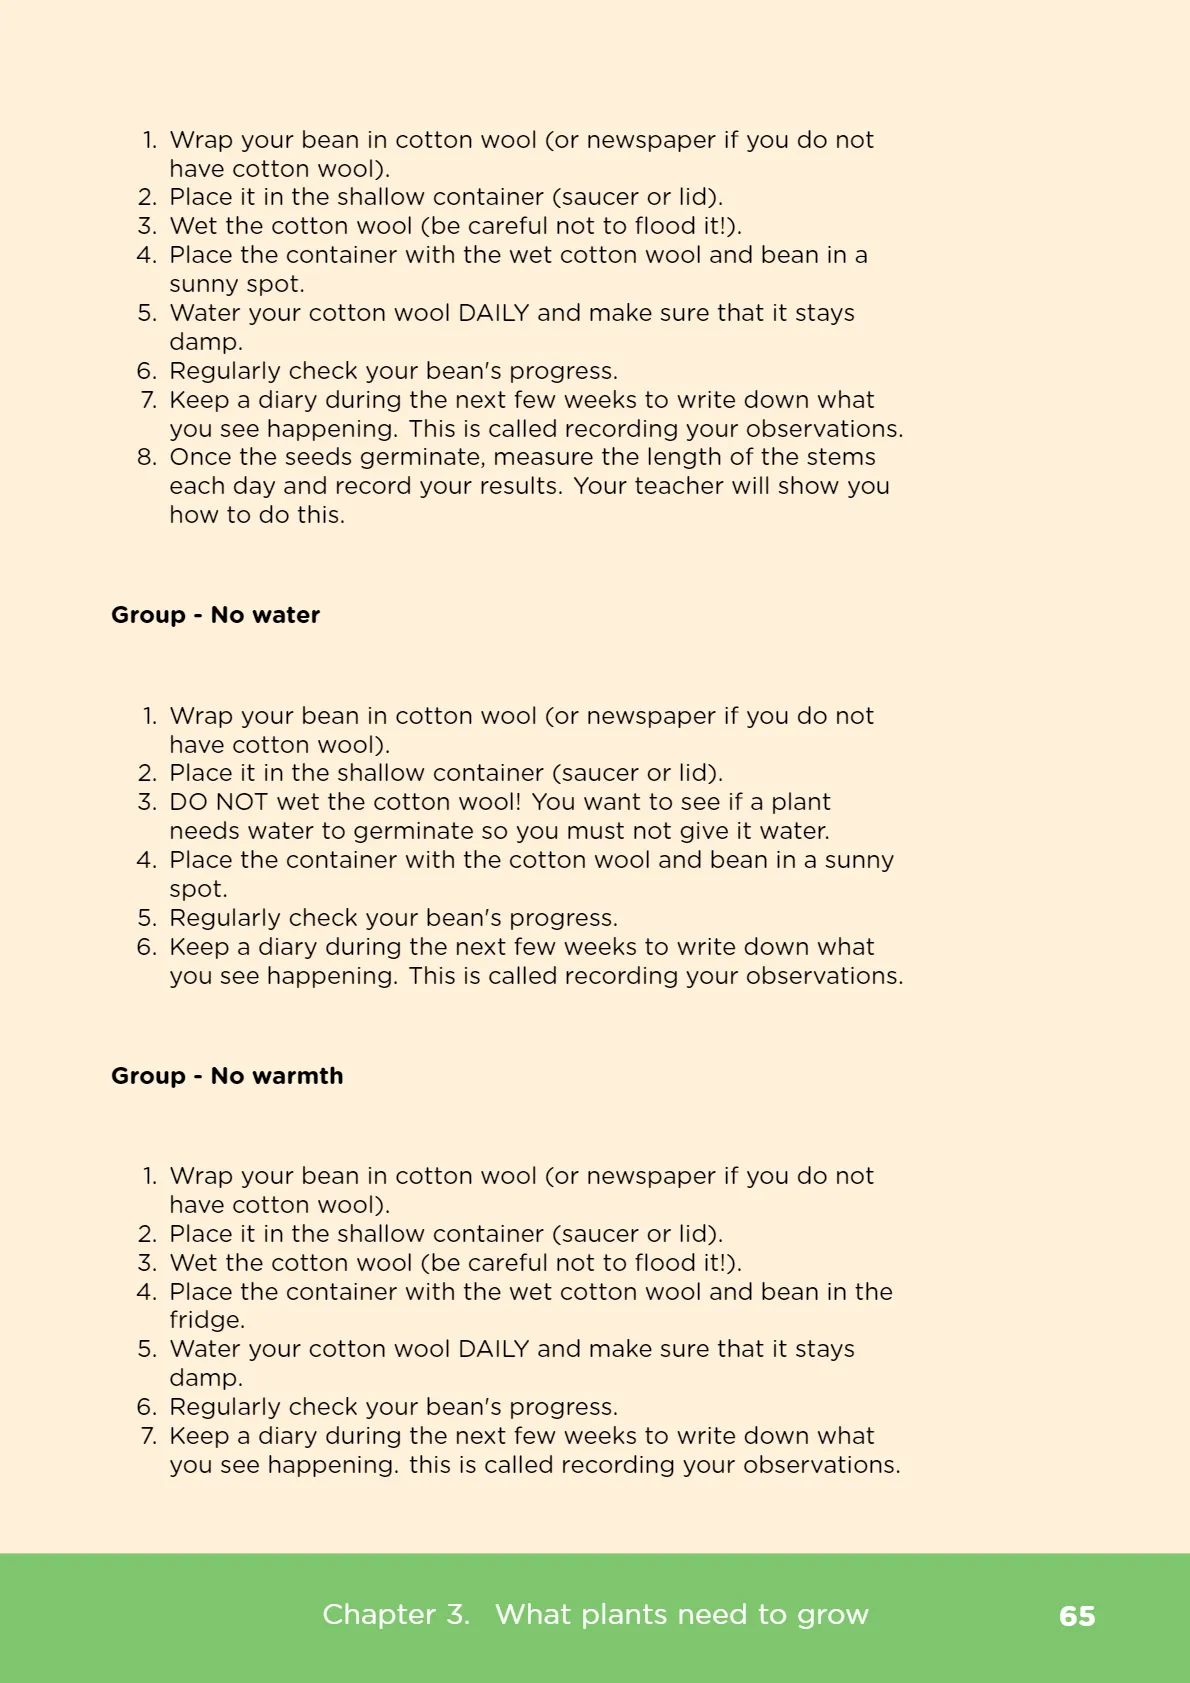 1. Wrap your bean in cotton wool (or newspaper if you do not
have cotton wool).
2. Place it in the shallow container (saucer or lid).
3. Wet the cotton wool (be careful not to flood it!).
4. Place the container with the wet cotton wool and bean in a
sunny spot.
5. Water your cotton wool DAILY and make sure that it stays
damp.
6. Regularly check your bean's progress.
7. Keep a diary during the next few weeks to write down what
you see happening. This is called recording your observations.
8. Once the seeds germinate, measure the length of the stems
each day and record your results. Your teacher will show you
how to do this.
Group - No water
1. Wrap your bean in cotton wool (or newspaper if you do not
have cotton wool).
2. Place it in the shallow container (saucer or lid).
3. DO NOT wet the cotton wool! You want to see if a plant
needs water to germinate so you must not give it water.
4. Place the container with the cotton wool and bean in a sunny
spot.
5. Regularly check your bean's progress.
6. Keep a diary during the next few weeks to write down what
you see happening. This is called recording your observations.
Group - No warmth
1. Wrap your bean in cotton wool (or newspaper if you do not
have cotton wool).
2. Place it in the shallow container (saucer or lid).
3. Wet the cotton wool (be careful not to flood it!).
4. Place the container with the wet cotton wool and bean in the
fridge.
5. Water your cotton wool DAILY and make sure that it stays
damp.
6. Regularly check your bean's progress.
7. Keep a diary during the next few weeks to write down what
you see happening. this is called recording your observations.
Chapter 3. What plants need to grow 65